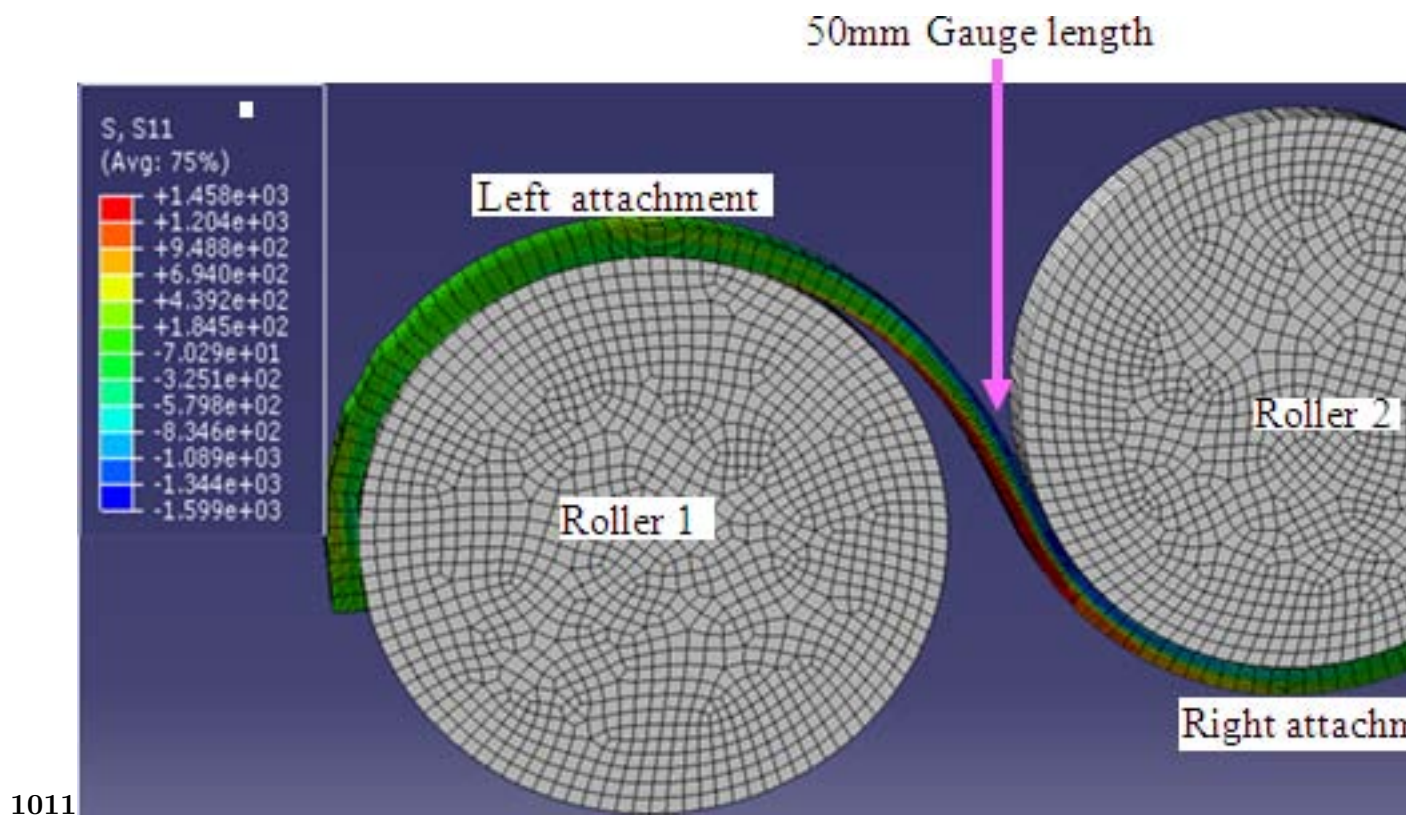 50mm Gauge length
S, S11
(Avg: 75%)
+1.458e+03
+1.204e+03
+9.488e+02
+6.940e+02
+4.392e+02
+1.845e+02
-7.029e+01
-3.251e+02
-5.798e+02
-8.346e+02
-1.089e+03
-1.344e+03
-1.599e+03
Left attachment
Roller 2
Roller 1
Right attachm
1011